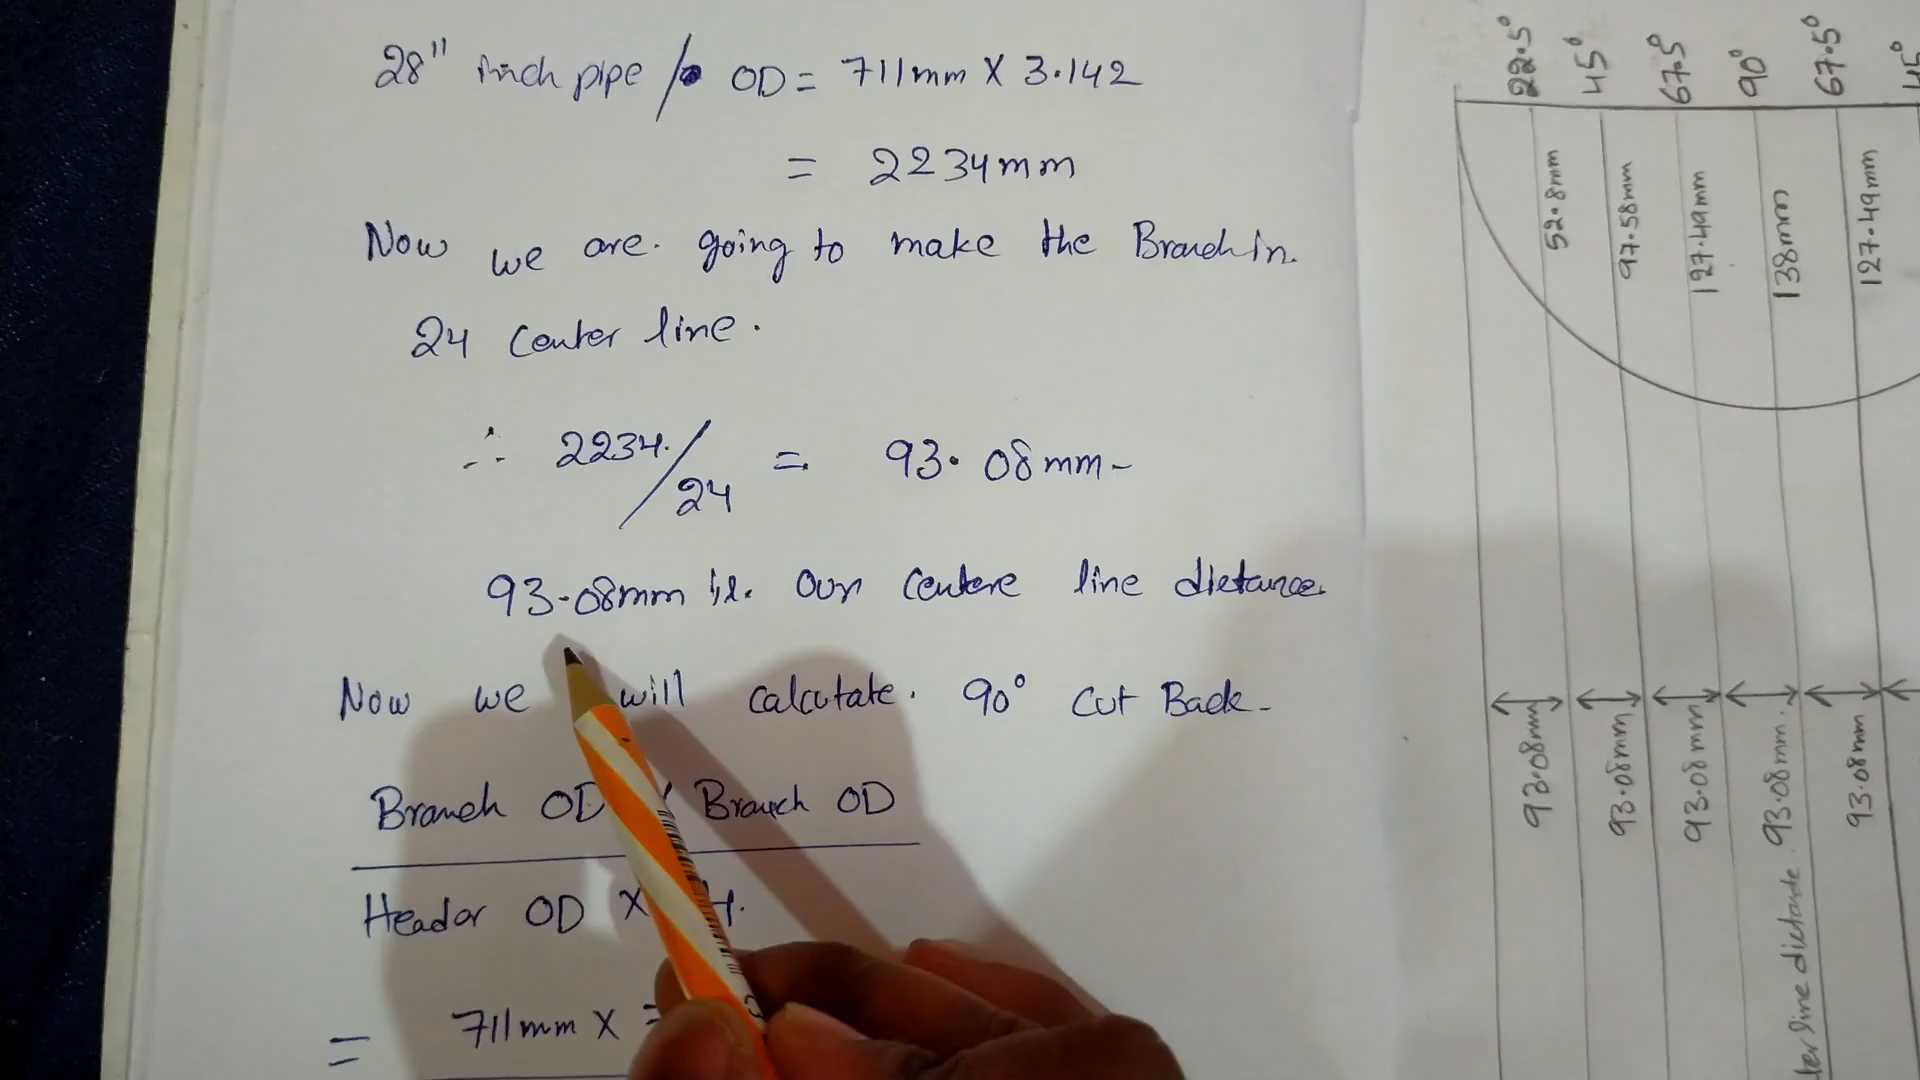 28" inch pipe / OD = 711mm X 3.142
= 2234mm
Now we are. going to make the Branch in.
24 Center line.
∴ 2234/24 = 93.08mm-
93.08mm is. our centere line distance.
Now we will calcutate. 90° Cut Back-
Branch OD Branch OD
Header OD X
= 711mm X
22.5° 45° 67.5° 90° 67.5° 45°
52.8mm 97.58mm 127.49mm 138mm 127.49mm
93.08mm 93.08mm 93.08mm 93.08mm. 93.08mm
line distance